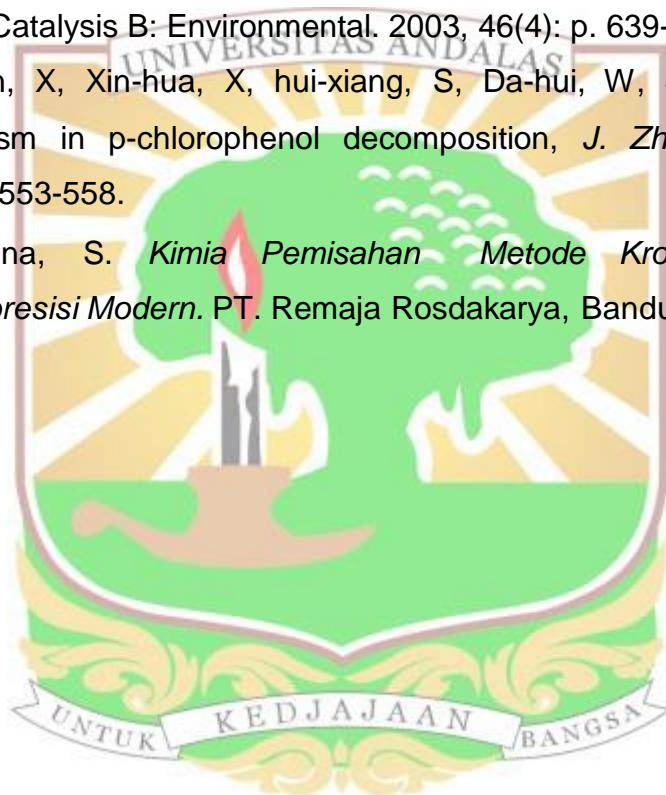 Catalysis B: Environmental. 2003, 46(4): p. 639-
UNIVERSITAS ANDALAS
n, X, Xin-hua, X, hui-xiang, S, Da-hui, W,
sm in p-chlorophenol decomposition, J. Zh
553-558.
na, S. Kimia Pemisahan Metode Kro
presisi Modern. PT. Remaja Rosdakarya, Bandu
UNTUK KEDJAJAAN BANGSA